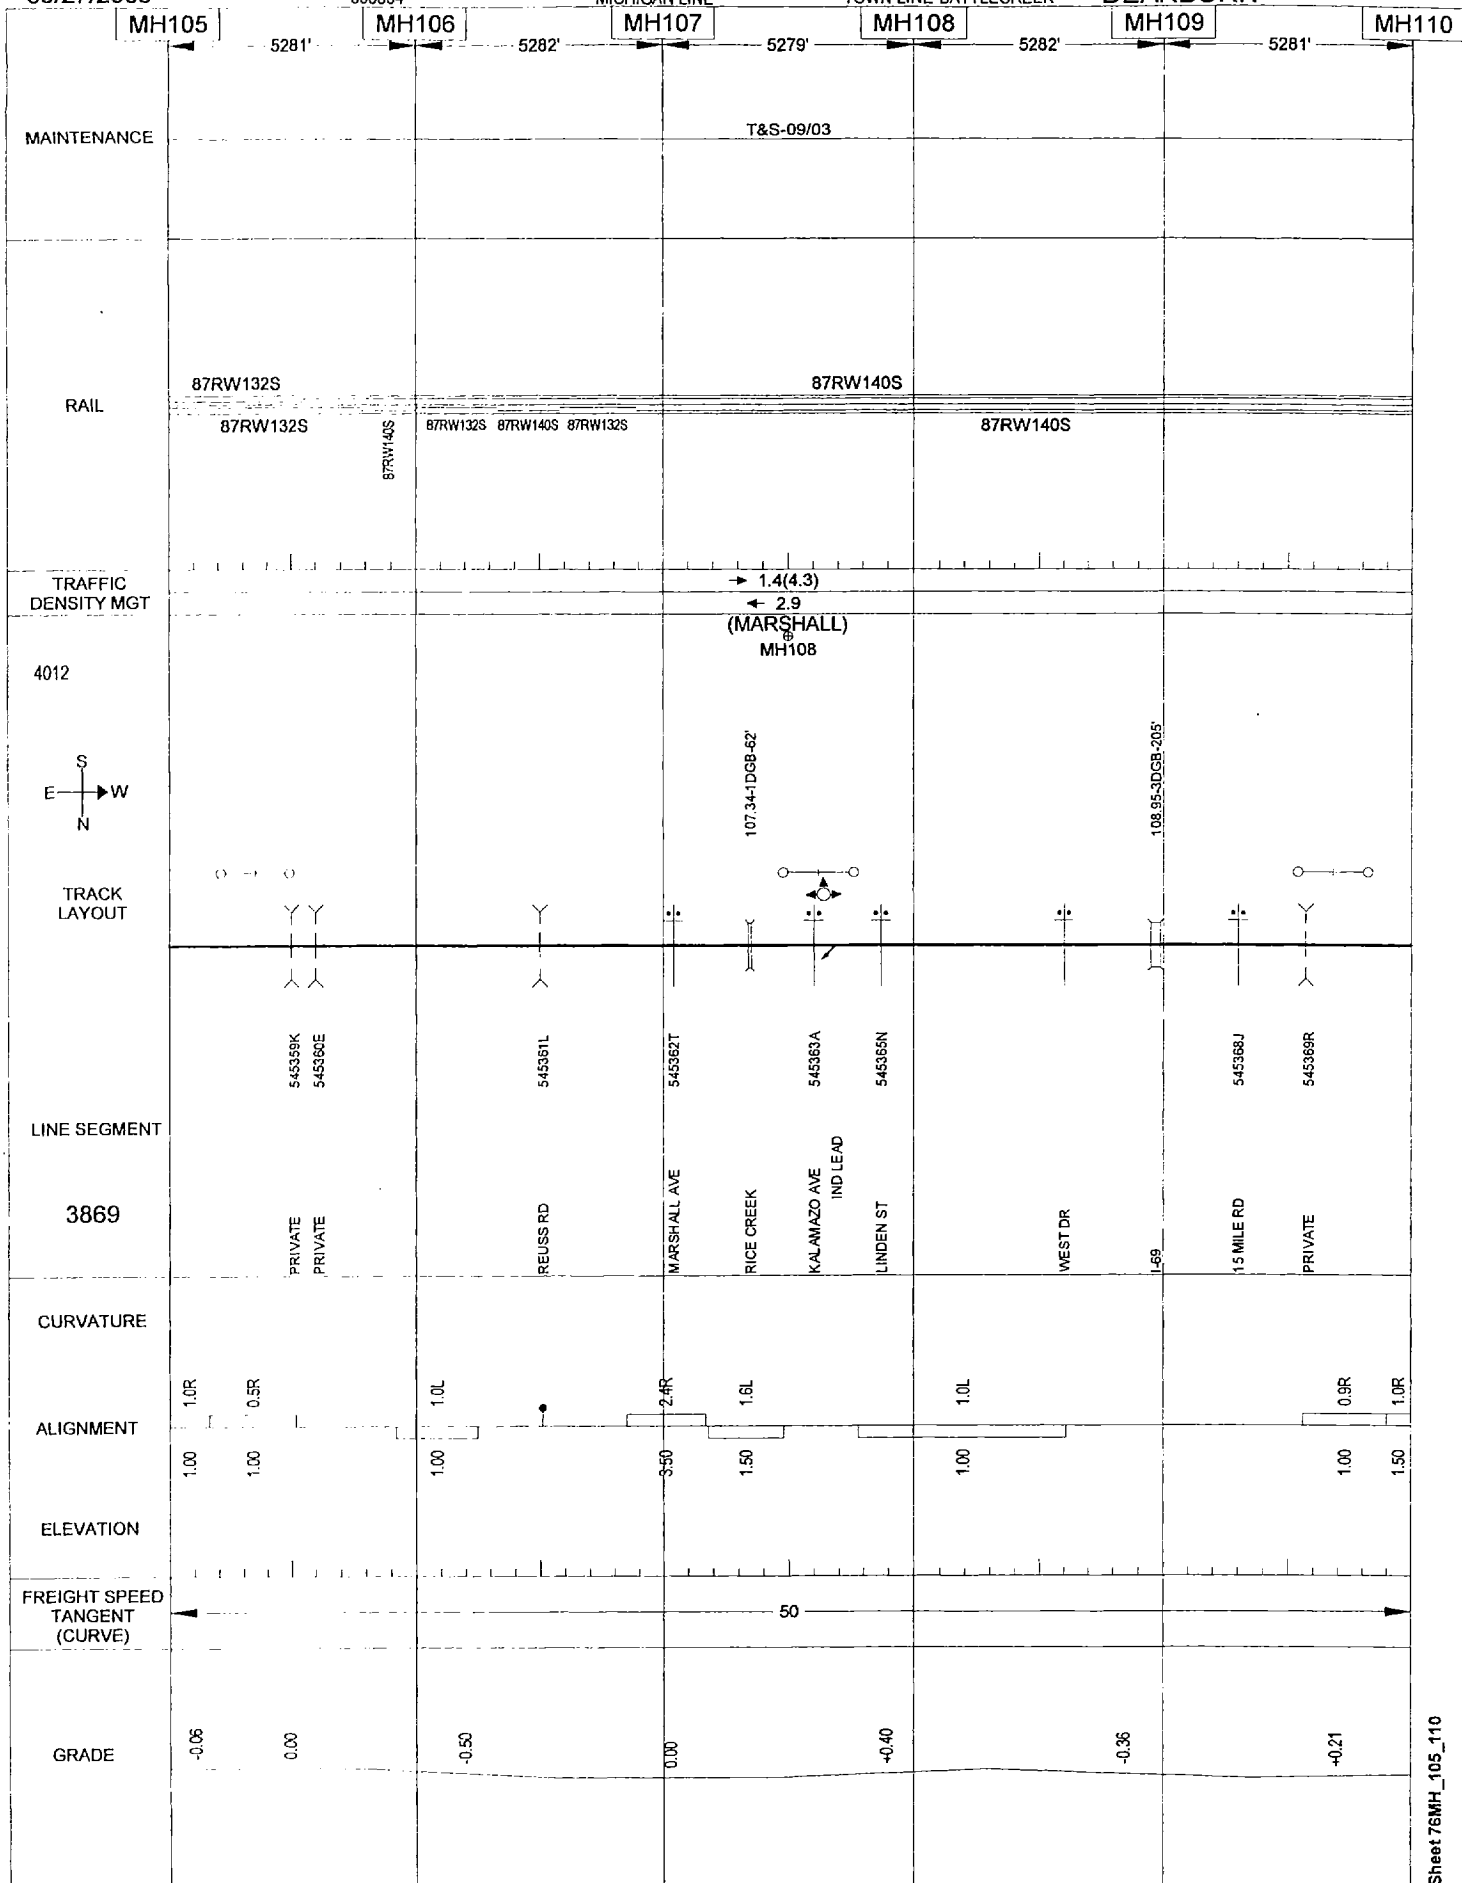 MICHIGAN LINE
DEARBORN
MH105 MH106 MH107 MH108 MH109 MH110
5281' 5282' 5279' 5282' 5281'
MAINTENANCE
T&S-09/03
RAIL
87RW132S
87RW140S
87RW132S
87RW140S
87RW132S 87RW140S 87RW132S
87RW140S
TRAFFIC
DENSITY MGT
1.4(4.3)
2.9
(MARSHALL)
MH108
4012
S
E W
N
107.34-1DGB-62'
108.95-3DGB-205'
TRACK
LAYOUT
545359K
545360E
545361L
545362T
545363A
545365N
545368J
545369R
LINE SEGMENT
3869
PRIVATE
PRIVATE
REUSS RD
MARSHALL AVE
RICE CREEK
KALAMAZO AVE
IND LEAD
LINDEN ST
WEST DR
I-69
15 MILE RD
PRIVATE
CURVATURE
1.0R 0.5R 1.0L 2.4R 1.6L 1.0L 0.9R 1.0R
ALIGNMENT
1.00 1.00 1.00 3.50 1.50 1.00 1.00 1.50
ELEVATION
FREIGHT SPEED
TANGENT
(CURVE)
50
GRADE
-0.06 0.00 -0.50 0.00 +0.40 -0.36 +0.21
Sheet 76MH_105_110